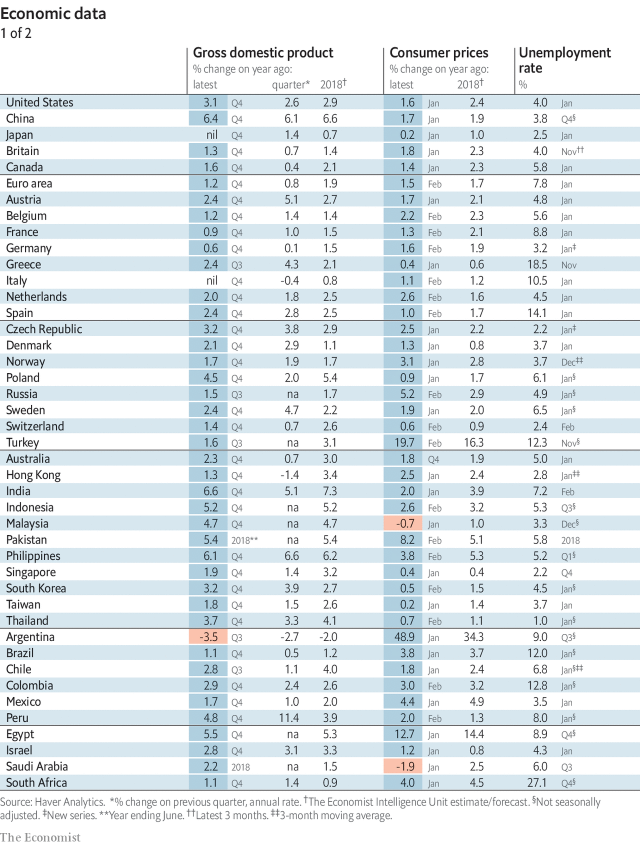 Economic data
1 of 2
Gross domestic product Consumer prices Unemployment
% change on year ago: % change on year ago: rate
latest quarter* 2018† latest 2018† %
United States 3.1 Q4 2.6 2.9 1.6 Jan 2.4 4.0 Jan
China 6.4 Q4 6.1 6.6 1.7 Jan 1.9 3.8 Q4§
Japan nil Q4 1.4 0.7 0.2 Jan 1.0 2.5 Jan
Britain 1.3 Q4 0.7 1.4 1.8 Jan 2.3 4.0 Nov††
Canada 1.6 Q4 0.4 2.1 1.4 Jan 2.3 5.8 Jan
Euro area 1.2 Q4 0.8 1.9 1.5 Feb 1.7 7.8 Jan
Austria 2.4 Q4 5.1 2.7 1.7 Jan 2.1 4.8 Jan
Belgium 1.2 Q4 1.4 1.4 2.2 Feb 2.3 5.6 Jan
France 0.9 Q4 1.0 1.5 1.3 Feb 2.1 8.8 Jan
Germany 0.6 Q4 0.1 1.5 1.6 Feb 1.9 3.2 Jan‡
Greece 2.4 Q3 4.3 2.1 0.4 Jan 0.6 18.5 Nov
Italy nil Q4 -0.4 0.8 1.1 Feb 1.2 10.5 Jan
Netherlands 2.0 Q4 1.8 2.5 2.6 Feb 1.6 4.5 Jan
Spain 2.4 Q4 2.8 2.5 1.0 Feb 1.7 14.1 Jan
Czech Republic 3.2 Q4 3.8 2.9 2.5 Jan 2.2 2.2 Jan‡
Denmark 2.1 Q4 2.9 1.1 1.3 Jan 0.8 3.7 Jan
Norway 1.7 Q4 1.9 1.7 3.1 Jan 2.8 3.7 Dec‡‡
Poland 4.5 Q4 2.0 5.4 0.9 Jan 1.7 6.1 Jan§
Russia 1.5 Q3 na 1.7 5.2 Feb 2.9 4.9 Jan§
Sweden 2.4 Q4 4.7 2.2 1.9 Jan 2.0 6.5 Jan§
Switzerland 1.4 Q4 0.7 2.6 0.6 Feb 0.9 2.4 Feb
Turkey 1.6 Q3 na 3.1 19.7 Feb 16.3 12.3 Nov§
Australia 2.3 Q4 0.7 3.0 1.8 Q4 1.9 5.0 Jan
Hong Kong 1.3 Q4 -1.4 3.4 2.5 Jan 2.4 2.8 Jan‡‡
India 6.6 Q4 5.1 7.3 2.0 Jan 3.9 7.2 Feb
Indonesia 5.2 Q4 na 5.2 2.6 Feb 3.2 5.3 Q3§
Malaysia 4.7 Q4 na 4.7 -0.7 Jan 1.0 3.3 Dec§
Pakistan 5.4 2018** na 5.4 8.2 Feb 5.1 5.8 2018
Philippines 6.1 Q4 6.6 6.2 3.8 Feb 5.3 5.2 Q1§
Singapore 1.9 Q4 1.4 3.2 0.4 Jan 0.4 2.2 Q4
South Korea 3.2 Q4 3.9 2.7 0.5 Feb 1.5 4.5 Jan§
Taiwan 1.8 Q4 1.5 2.6 0.2 Jan 1.4 3.7 Jan
Thailand 3.7 Q4 3.3 4.1 0.7 Feb 1.1 1.0 Jan§
Argentina -3.5 Q3 -2.7 -2.0 48.9 Jan 34.3 9.0 Q3§
Brazil 1.1 Q4 0.5 1.2 3.8 Jan 3.7 12.0 Jan§
Chile 2.8 Q3 1.1 4.0 1.8 Jan 2.4 6.8 Jan§‡‡
Colombia 2.9 Q4 2.4 2.6 3.0 Feb 3.2 12.8 Jan§
Mexico 1.7 Q4 1.0 2.0 4.4 Jan 4.9 3.5 Jan
Peru 4.8 Q4 11.4 3.9 2.0 Feb 1.3 8.0 Jan§
Egypt 5.5 Q4 na 5.3 12.7 Jan 14.4 8.9 Q4§
Israel 2.8 Q4 3.1 3.3 1.2 Jan 0.8 4.3 Jan
Saudi Arabia 2.2 2018 na 1.5 -1.9 Jan 2.5 6.0 Q3
South Africa 1.1 Q4 1.4 0.9 4.0 Jan 4.5 27.1 Q4§
Source: Haver Analytics. *% change on previous quarter, annual rate. †The Economist Intelligence Unit estimate/forecast. §Not seasonally
adjusted. ‡New series. **Year ending June. ††Latest 3 months. ‡‡3-month moving average.
The Economist